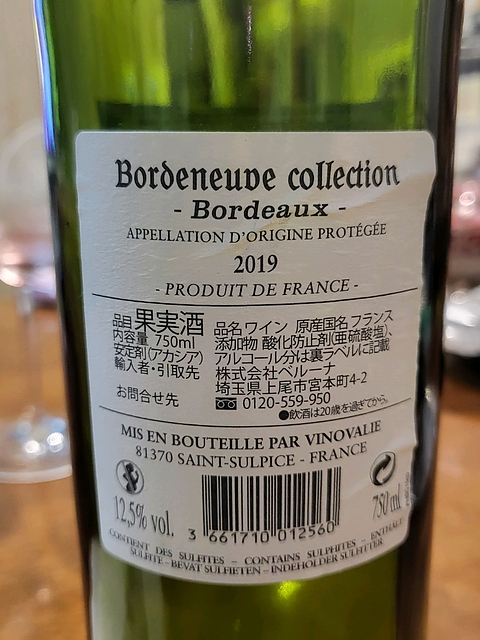 Bordeneuve collection
- Bordeaux -
APPELLATION D'ORIGINE PROTÉGÉE
2019
- PRODUIT DE FRANCE -
品目 果実酒 品名 ワイン 原産国名 フランス
内容量 750ml 添加物 酸化防止剤(亜硫酸塩)、
安定剤(アカシア) アルコール分は裏ラベルに記載
輸入者・引取先 株式会社ベルーナ
埼玉県上尾市宮本町4-2
お問合せ先 0120-559-950
●飲酒は20歳を過ぎてから。
MIS EN BOUTEILLE PAR VINOVALIE
81370 SAINT-SULPICE - FRANCE
12,5% vol. 750 ml
3 661710 012560
CONTIENT DES SULFITES - CONTAINS SULPHITES - ENTHÄLT
SULFITE - BEVAT SULFIETEN - INDEHOLDER SULFITTER